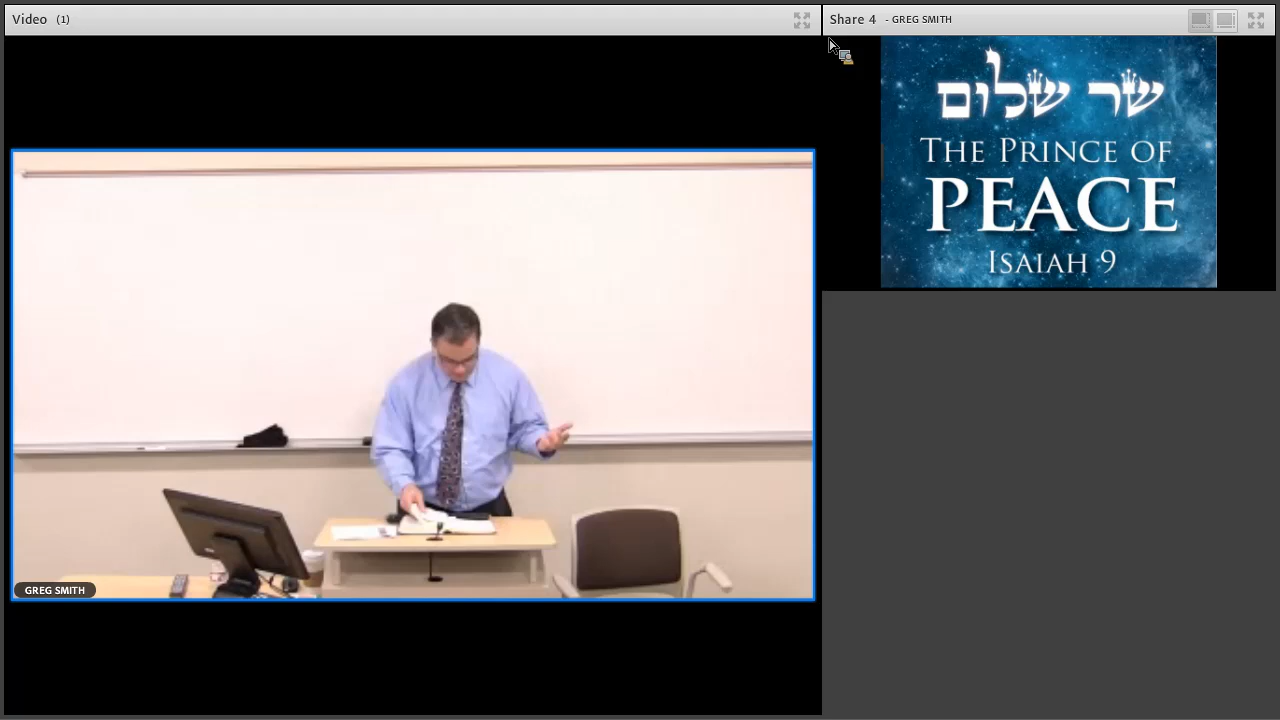 Video (1)
Share 4 - GREG SMITH
שר שלום
THE PRINCE OF
PEACE
ISAIAH 9
GREG SMITH